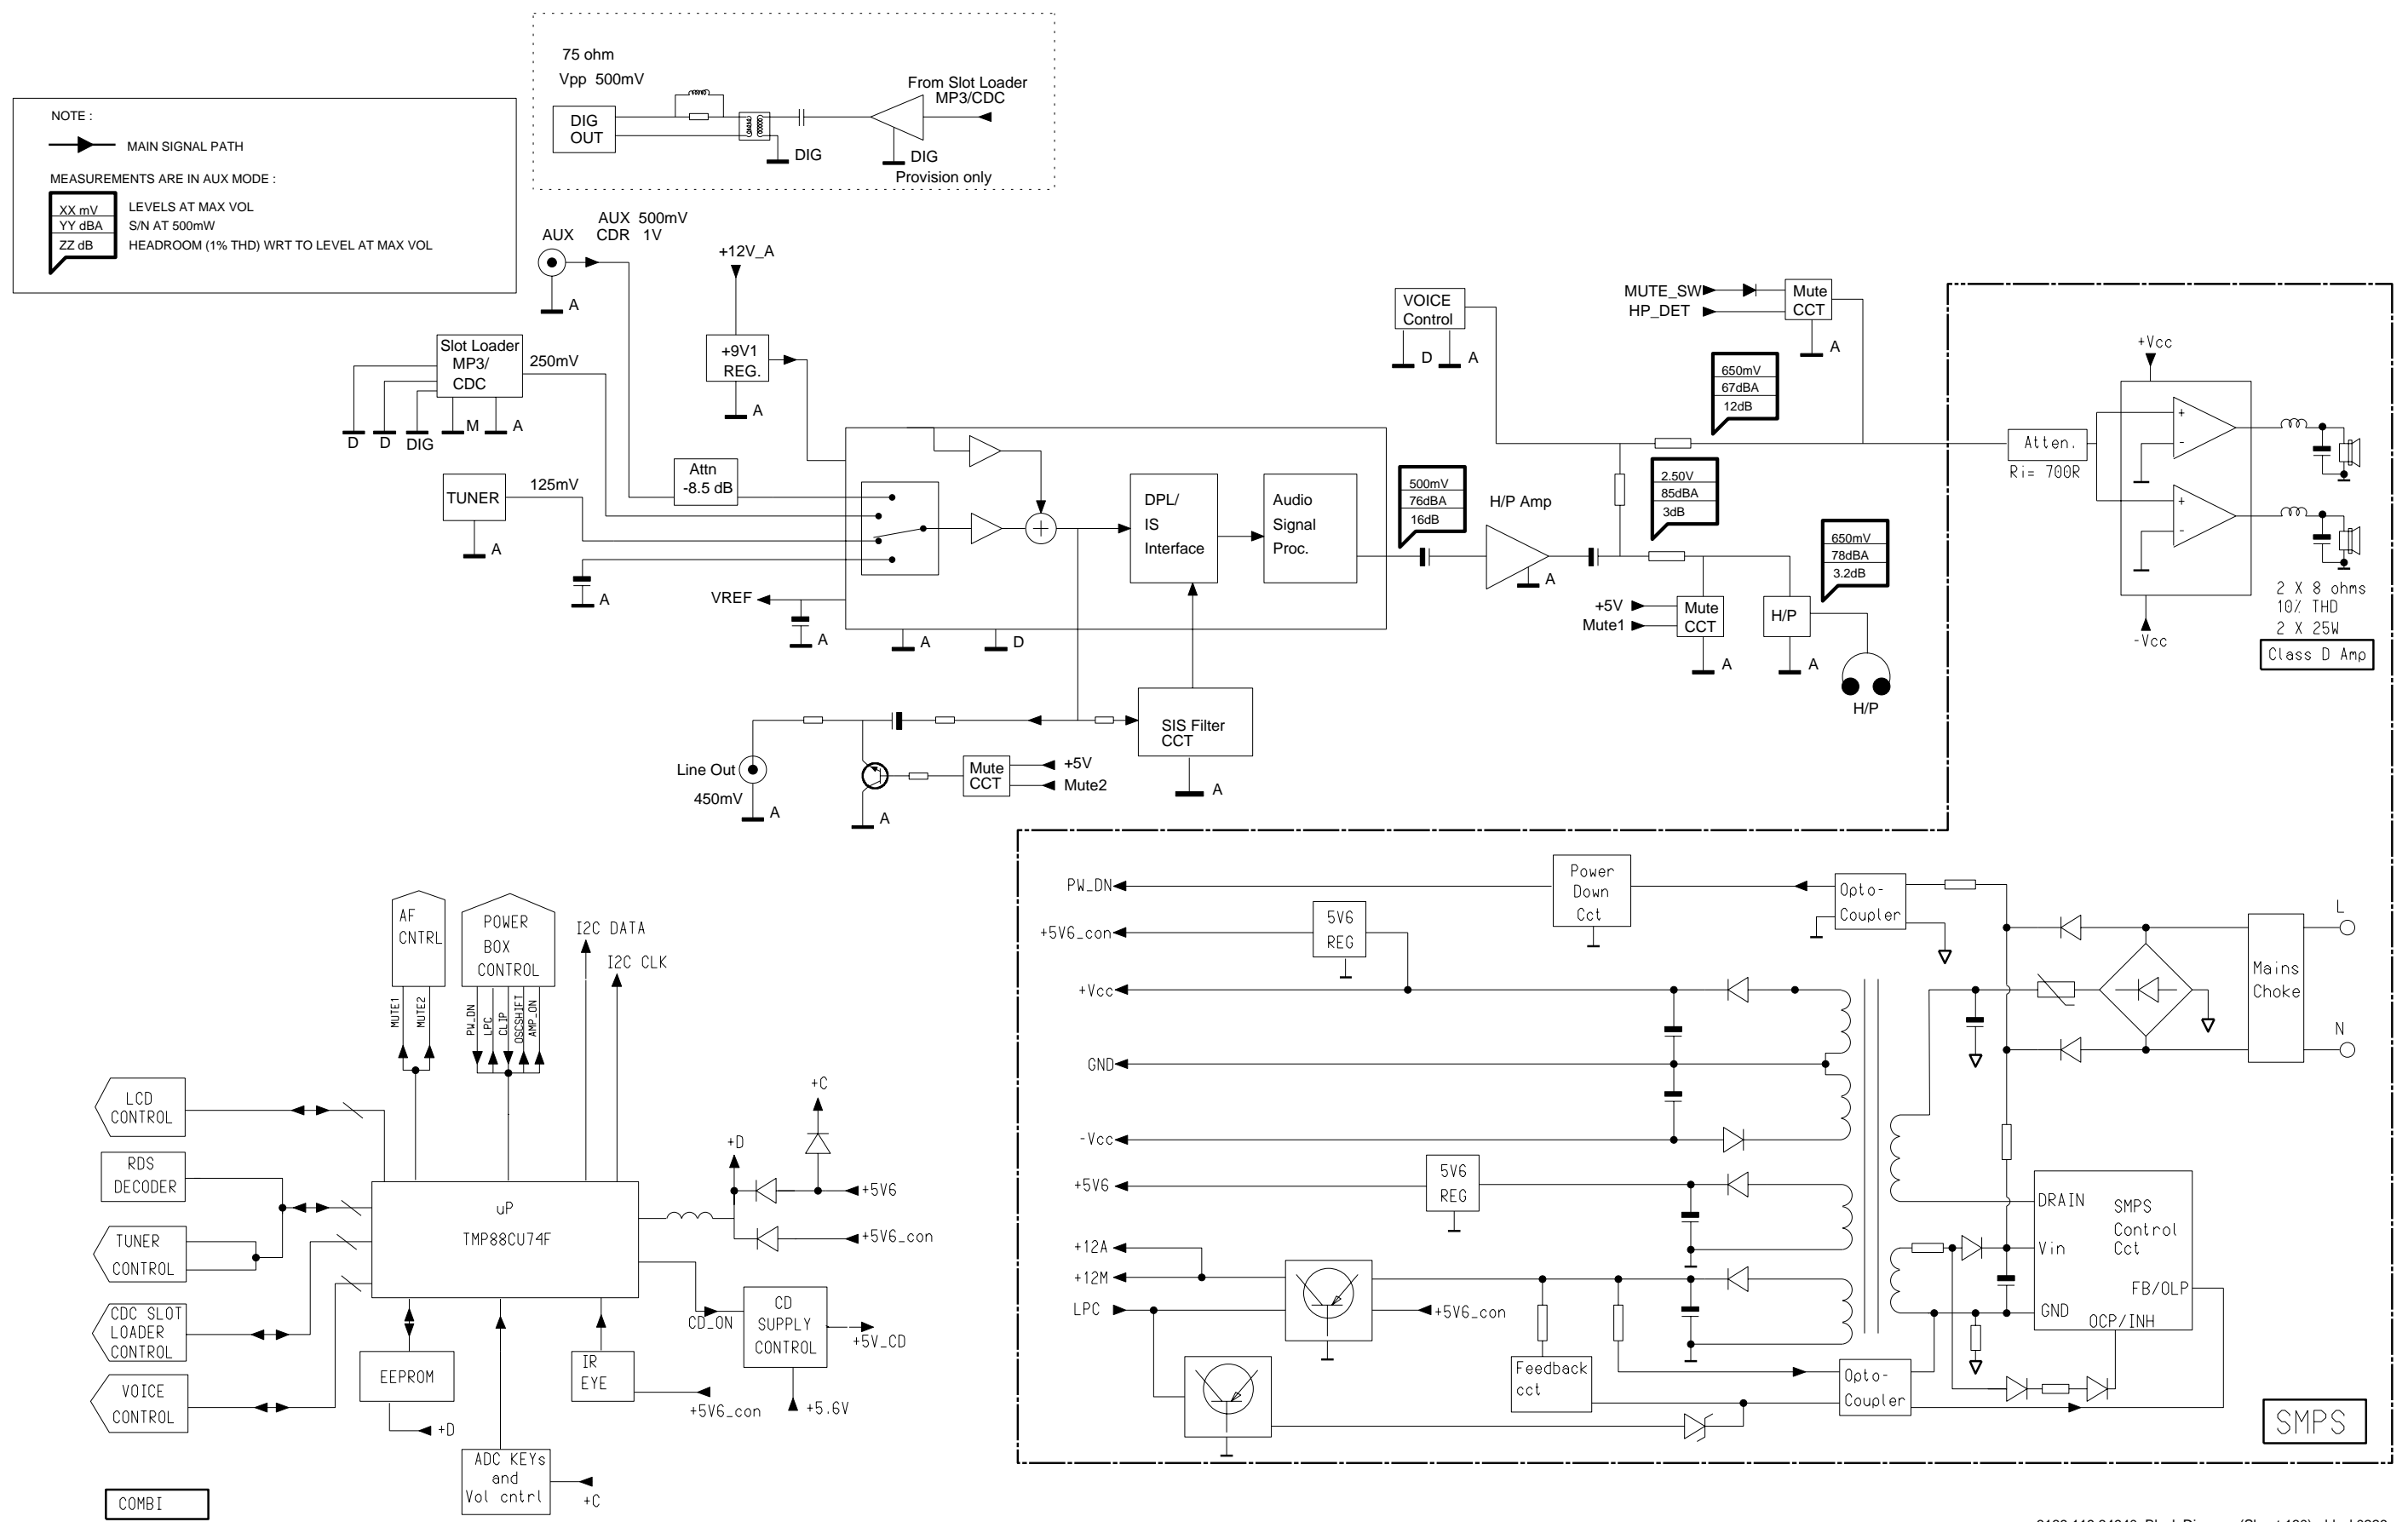 75 ohm
Vpp 500mV
From Slot Loader
MP3/CDC
DIG
OUT
DIG
DIG
Provision only
NOTE :
MAIN SIGNAL PATH
MEASUREMENTS ARE IN AUX MODE :
XX mV
LEVELS AT MAX VOL
YY dBA
S/N AT 500mW
ZZ dB
HEADROOM (1% THD) WRT TO LEVEL AT MAX VOL
AUX 500mV
CDR 1V
AUX
A
+12V_A
+9V1
REG.
A
Slot Loader
MP3/
CDC
250mV
D
D
DIG
M
A
TUNER
125mV
A
Attn
-8.5 dB
A
VREF
A
A
D
DPL/
IS
Interface
Audio
Signal
Proc.
500mV
76dBA
16dB
H/P Amp
A
VOICE
Control
D
A
MUTE_SW
HP_DET
Mute
CCT
A
650mV
67dBA
12dB
2.50V
85dBA
3dB
650mV
78dBA
3.2dB
+5V
Mute1
Mute
CCT
A
H/P
A
H/P
+Vcc
Atten.
Ri= 700R
+
-
+
-
-Vcc
2 X 8 ohms
10% THD
2 X 25W
Class D Amp
SIS Filter
CCT
A
Line Out
450mV
A
A
Mute
CCT
+5V
Mute2
AF
CNTRL
MUTE1
MUTE2
POWER
BOX
CONTROL
PW_DN
LPC
CLIP
OSCSHIFT
AMP_ON
I2C DATA
I2C CLK
LCD
CONTROL
RDS
DECODER
TUNER
CONTROL
CDC SLOT
LOADER
CONTROL
VOICE
CONTROL
uP
TMP88CU74F
+C
+D
+5V6
+5V6_con
CD_ON
CD
SUPPLY
CONTROL
+5V_CD
+5.6V
EEPROM
+D
IR
EYE
+5V6_con
ADC KEYs
and
Vol cntrl
+C
COMBI
PW_DN
Power
Down
Cct
Opto-
Coupler
+5V6_con
5V6
REG
+Vcc
GND
-Vcc
+5V6
5V6
REG
+12A
+12M
LPC
+5V6_con
Feedback
cct
Opto-
Coupler
L
N
Mains
Choke
DRAIN
SMPS
Control
Cct
Vin
FB/OLP
GND
OCP/INH
SMPS